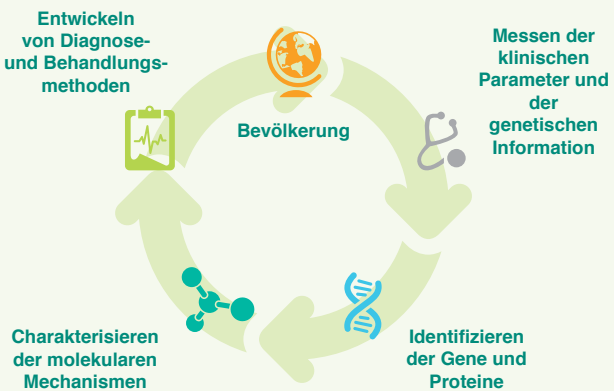 Entwickeln
von Diagnose-
und Behandlungs-
methoden
Bevölkerung
Messen der
klinischen
Parameter und
der
genetischen
Information
Identifizieren
der Gene und
Proteine
Charakterisieren
der molekularen
Mechanismen